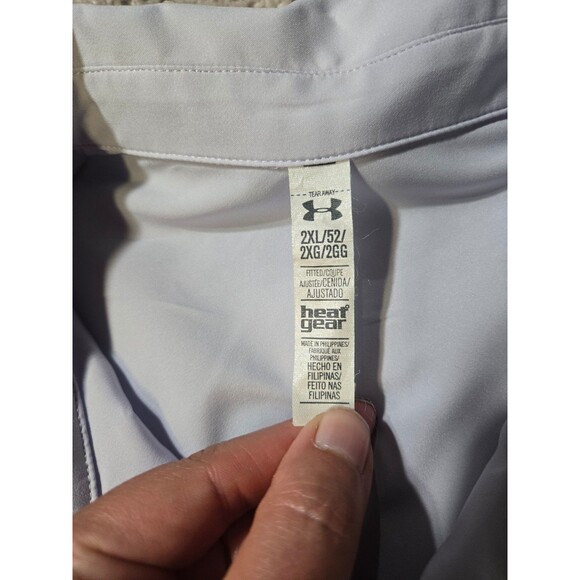 TEAR AWAY
2XL/52/
2XG/2GG
FITTED/COUPE
AJUSTÉE/CENIDA/
AJUSTADO
heat
gear
MADE IN PHILIPPINES/
FABRIQUÉ AUX
PHILIPPINES/
HECHO EN
FILIPINAS/
FEITO NAS
FILIPINAS